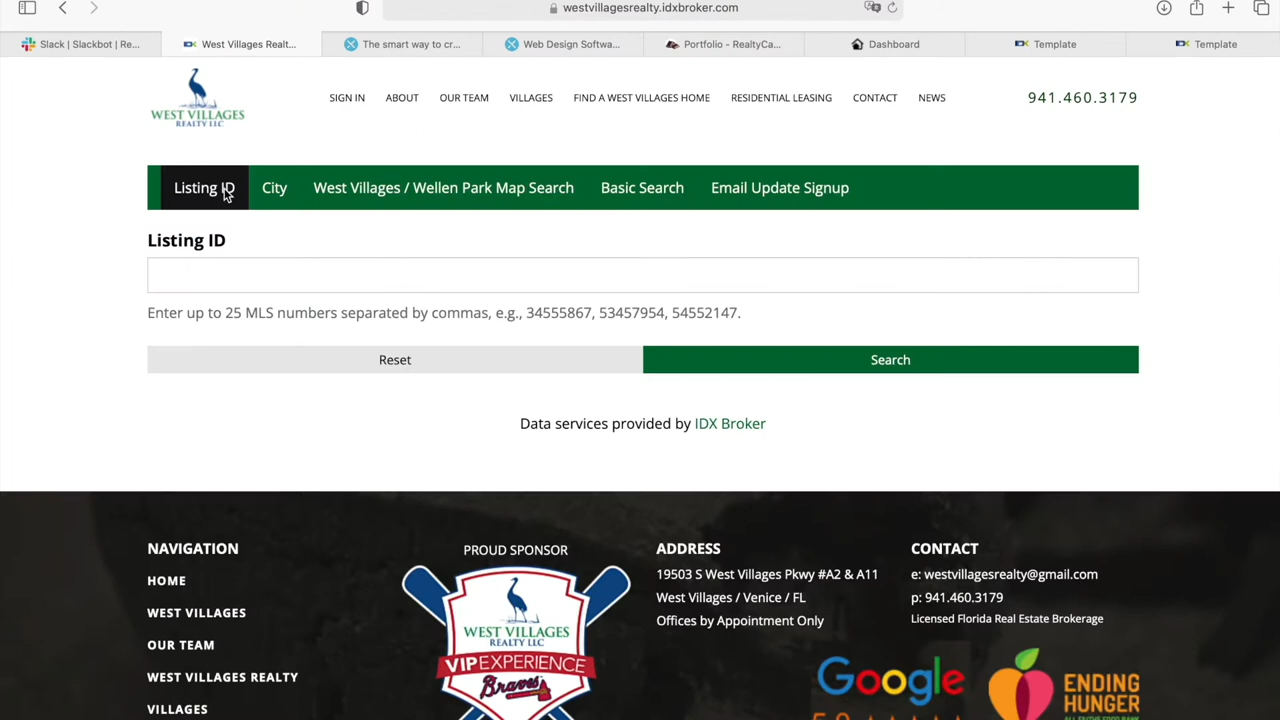 westvillagesrealty.idxbroker.com
Slack | Slackbot | Re...
West Villages Realt...
The smart way to cr...
Web Design Softwa...
Portfolio - RealtyCa...
Dashboard
Template
Template
WEST VILLAGES
REALTY LLC
SIGN IN ABOUT OUR TEAM VILLAGES FIND A WEST VILLAGES HOME RESIDENTIAL LEASING CONTACT NEWS
941.460.3179
Listing ID City West Villages / Wellen Park Map Search Basic Search Email Update Signup
Listing ID
Enter up to 25 MLS numbers separated by commas, e.g., 34555867, 53457954, 54552147.
Reset Search
Data services provided by IDX Broker
NAVIGATION
HOME
WEST VILLAGES
OUR TEAM
WEST VILLAGES REALTY
VILLAGES
PROUD SPONSOR
WEST VILLAGES
REALTY LLC
VIP EXPERIENCE
Braves
ADDRESS
19503 S West Villages Pkwy #A2 & A11
West Villages / Venice / FL
Offices by Appointment Only
Google
CONTACT
e: westvillagesrealty@gmail.com
p: 941.460.3179
Licensed Florida Real Estate Brokerage
ENDING
HUNGER